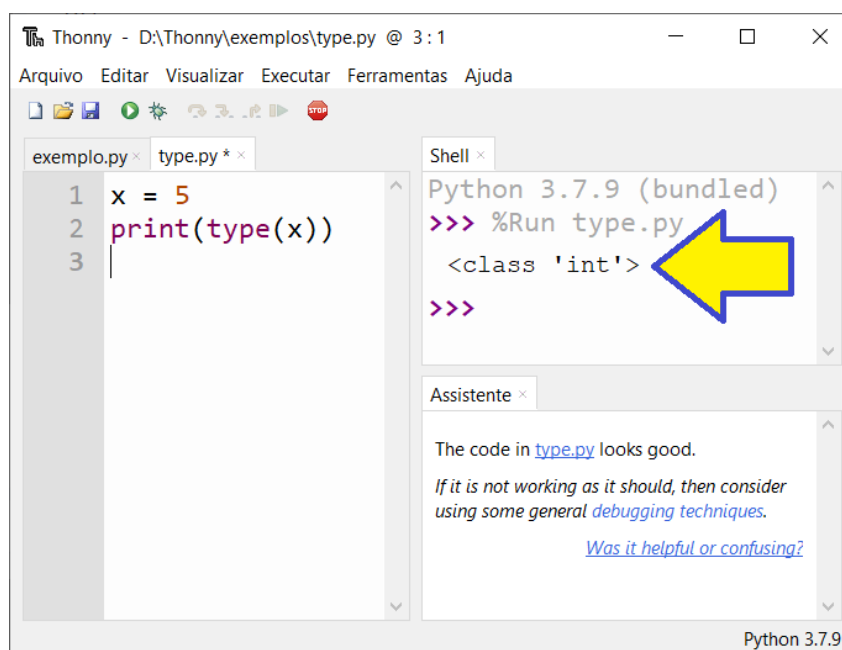 Thonny - D:\Thonny\exemplos\type.py @ 3 : 1
Arquivo Editar Visualizar Executar Ferramentas Ajuda
STOP
exemplo.py × type.py * ×
1 x = 5
2 print(type(x))
3
Shell ×
Python 3.7.9 (bundled)
>>> %Run type.py
<class 'int'>
>>>
Assistente ×
The code in type.py looks good.
If it is not working as it should, then consider
using some general debugging techniques.
Was it helpful or confusing?
Python 3.7.9